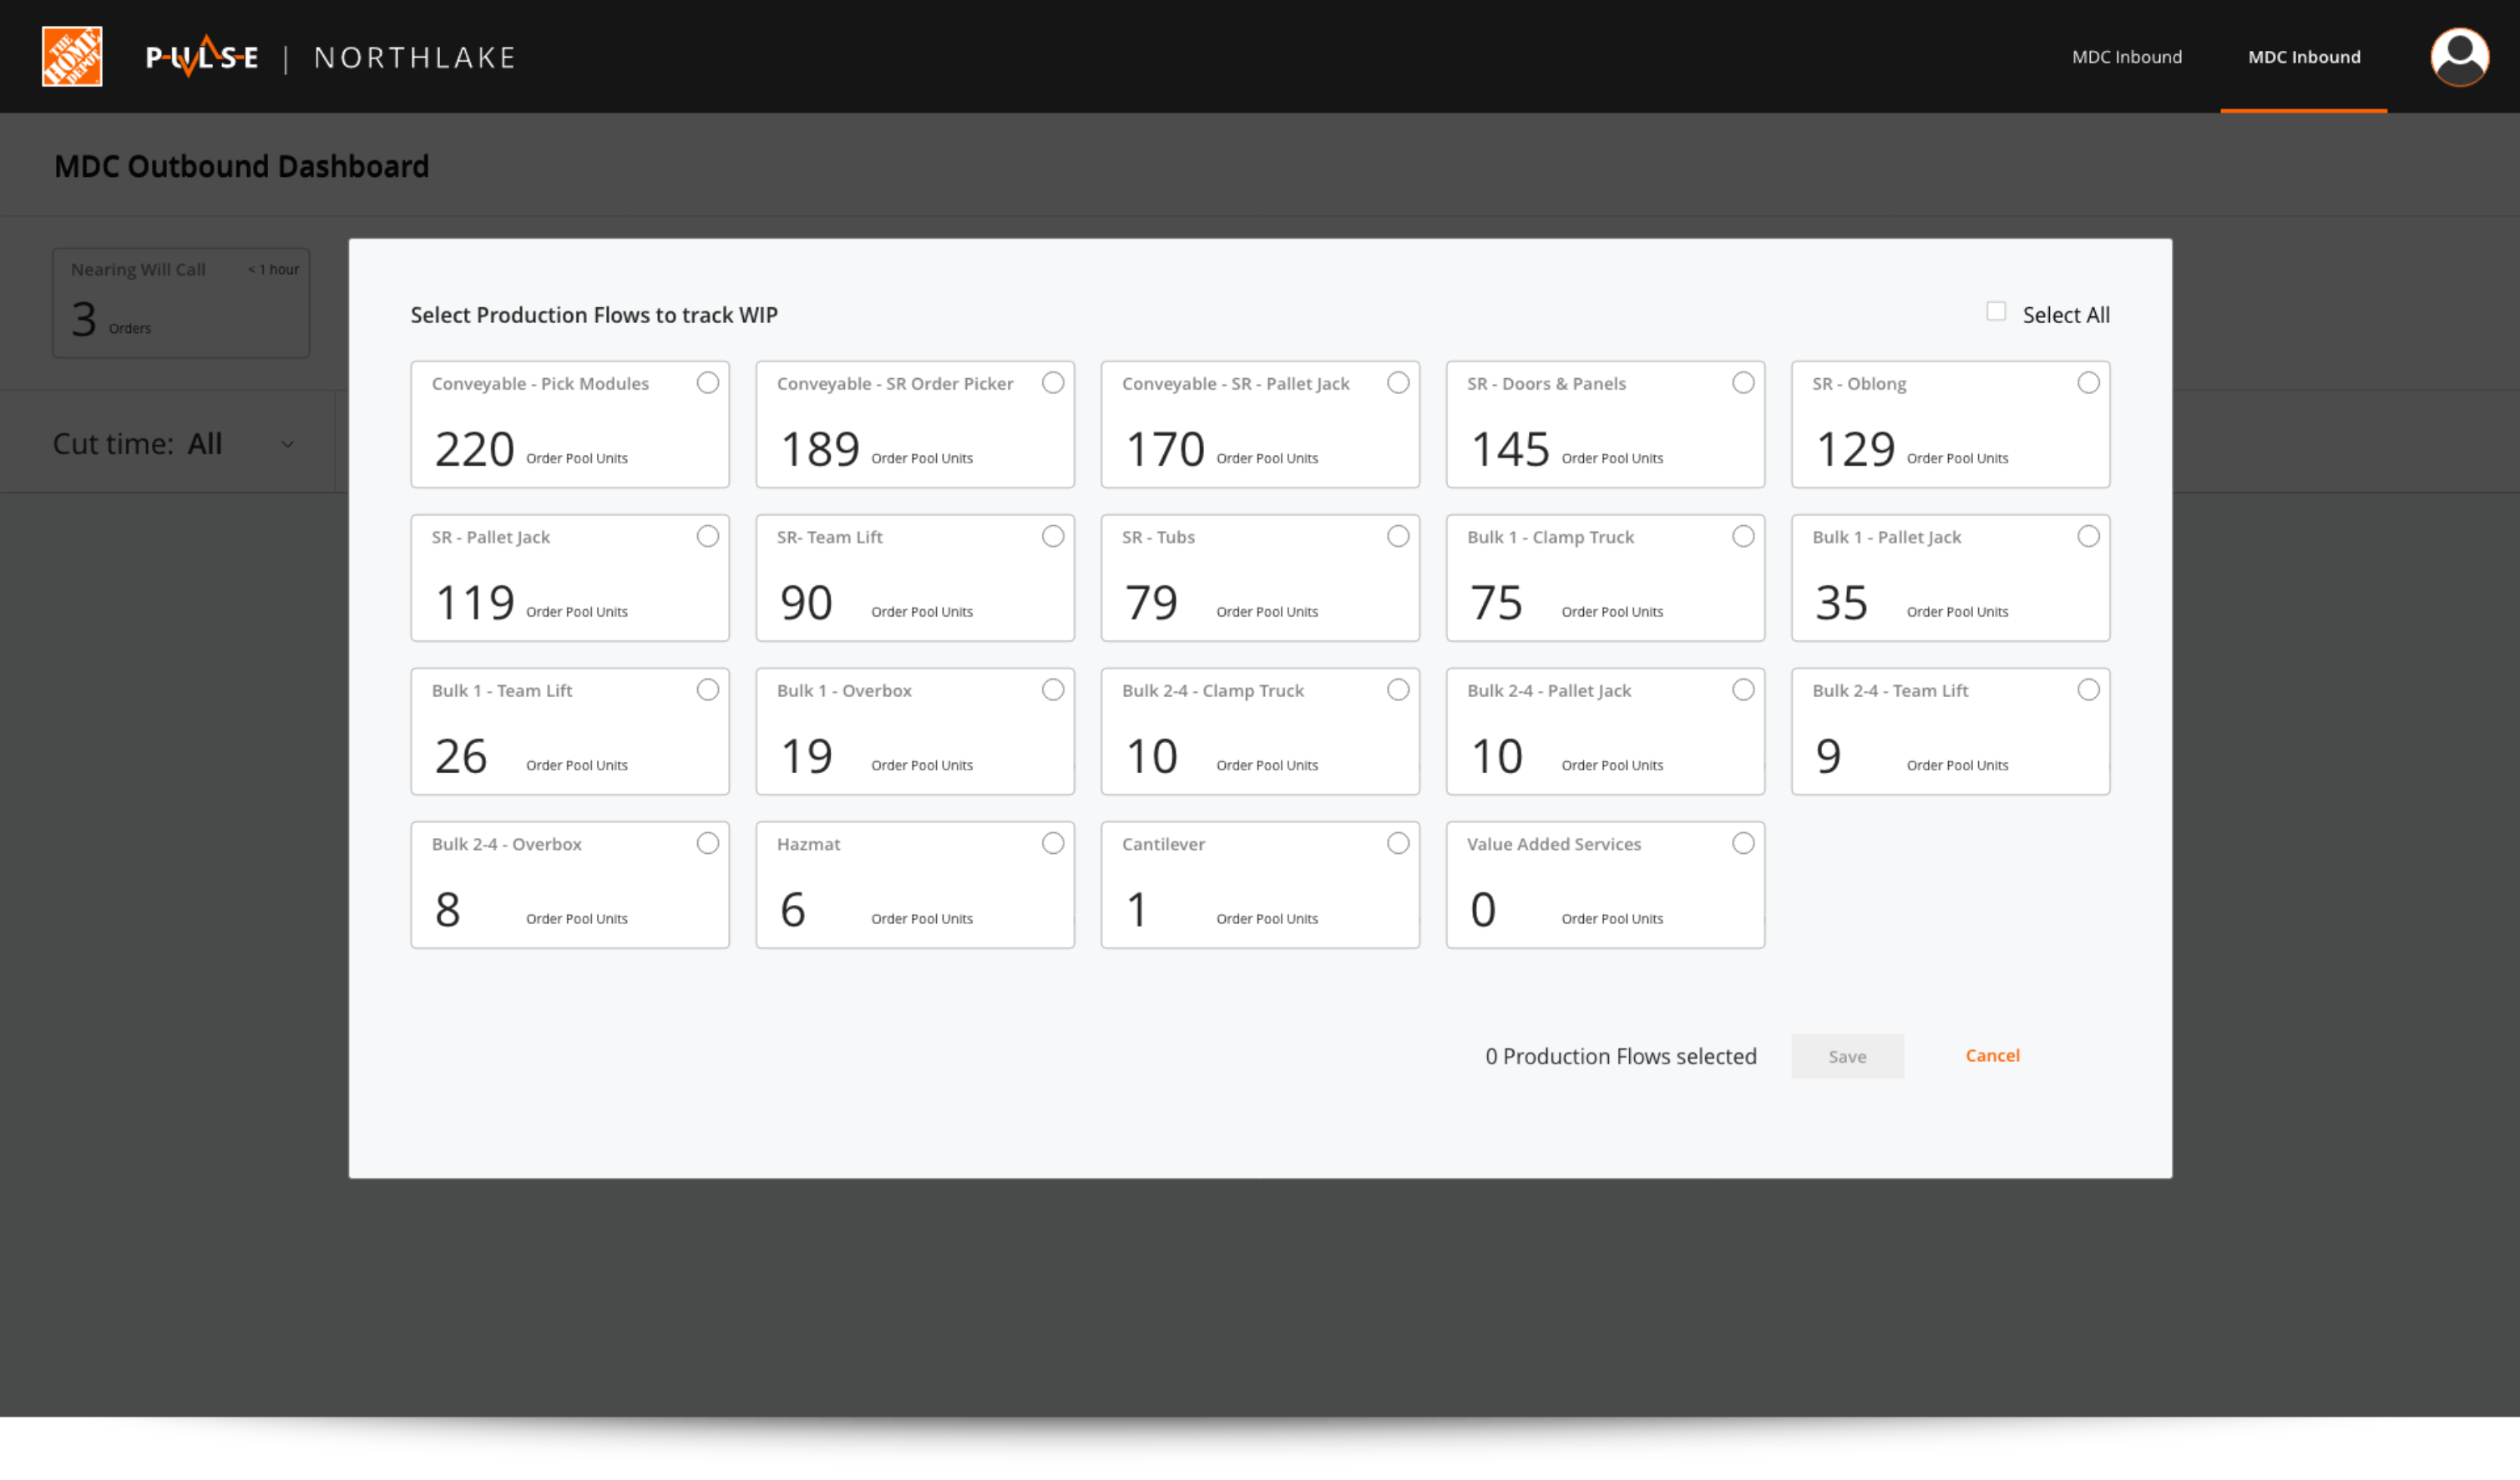 THE HOME DEPOT
PULSE | NORTHLAKE
MDC Inbound
MDC Inbound
MDC Outbound Dashboard
Nearing Will Call < 1 hour
3 Orders
Cut time: All
Select Production Flows to track WIP
Select All
Conveyable - Pick Modules
220 Order Pool Units
Conveyable - SR Order Picker
189 Order Pool Units
Conveyable - SR - Pallet Jack
170 Order Pool Units
SR - Doors & Panels
145 Order Pool Units
SR - Oblong
129 Order Pool Units
SR - Pallet Jack
119 Order Pool Units
SR- Team Lift
90 Order Pool Units
SR - Tubs
79 Order Pool Units
Bulk 1 - Clamp Truck
75 Order Pool Units
Bulk 1 - Pallet Jack
35 Order Pool Units
Bulk 1 - Team Lift
26 Order Pool Units
Bulk 1 - Overbox
19 Order Pool Units
Bulk 2-4 - Clamp Truck
10 Order Pool Units
Bulk 2-4 - Pallet Jack
10 Order Pool Units
Bulk 2-4 - Team Lift
9 Order Pool Units
Bulk 2-4 - Overbox
8 Order Pool Units
Hazmat
6 Order Pool Units
Cantilever
1 Order Pool Units
Value Added Services
0 Order Pool Units
0 Production Flows selected
Save
Cancel